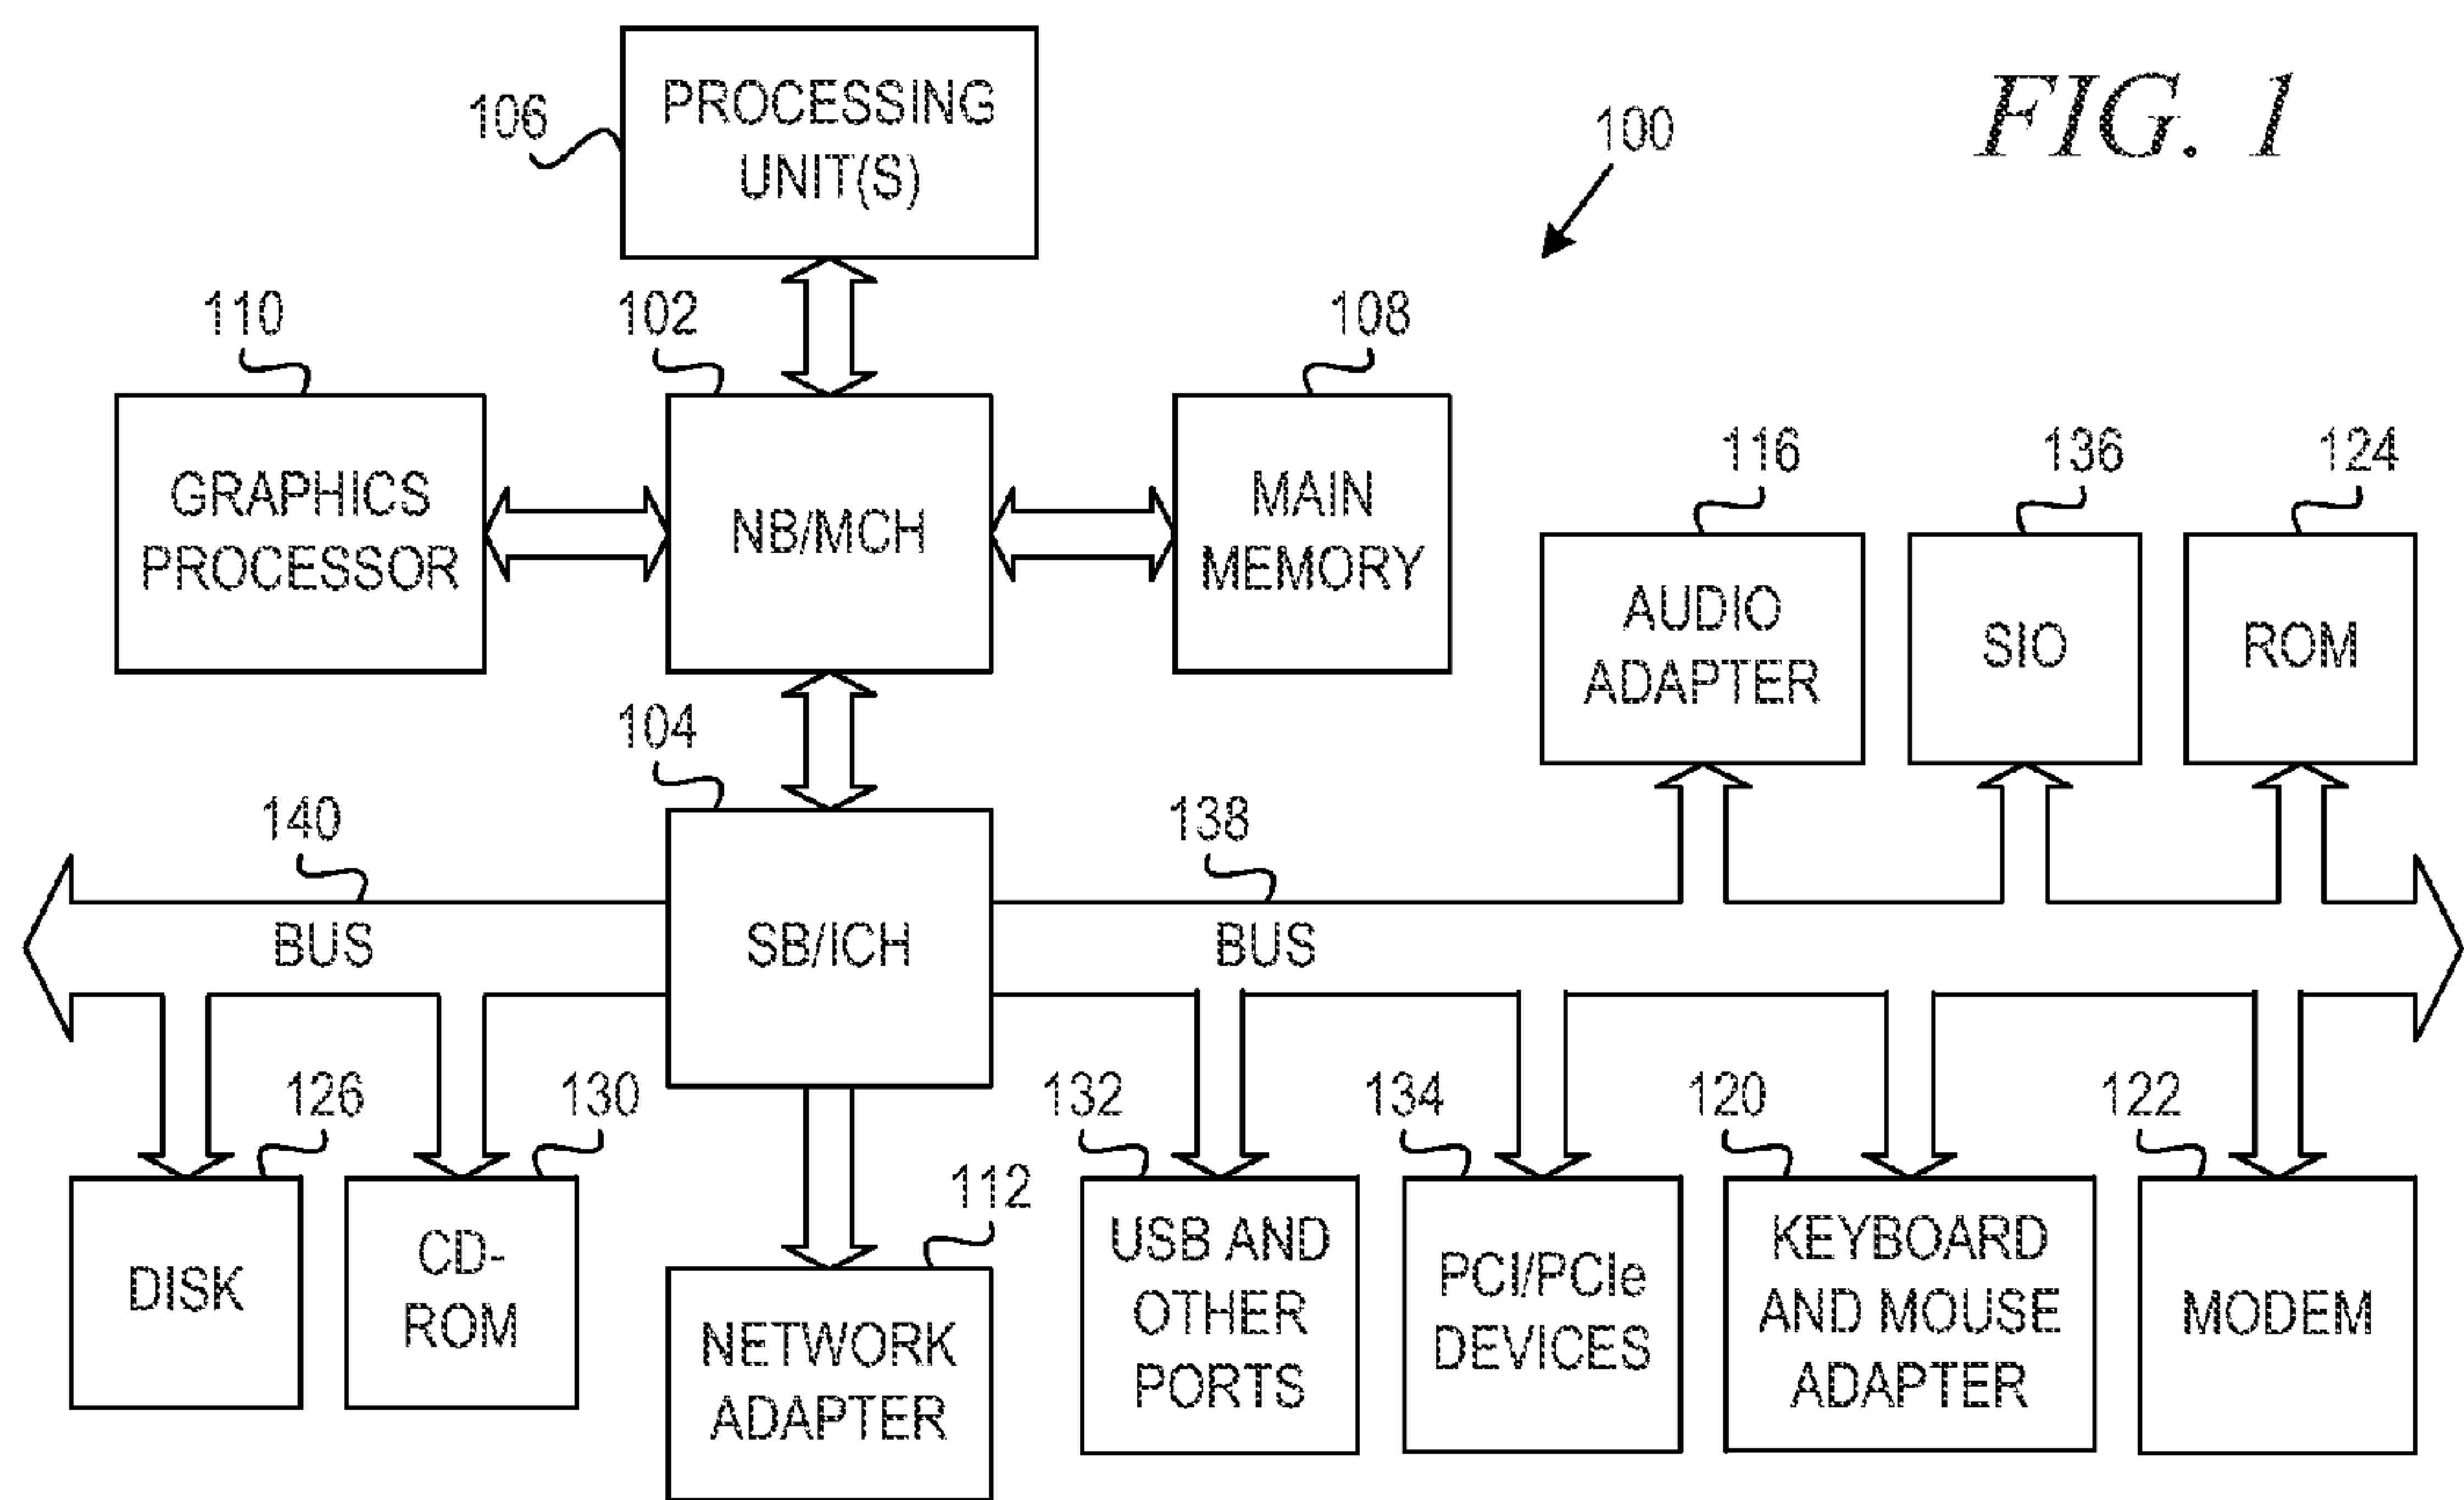 FIG. 1
100
106
PROCESSING
UNIT(S)
110
102
108
GRAPHICS
PROCESSOR
NB/MCH
MAIN
MEMORY
116
136
124
AUDIO
ADAPTER
SIO
ROM
104
140
138
BUS
SB/ICH
BUS
126
130
112
132
134
120
122
DISK
CD-
ROM
NETWORK
ADAPTER
USB AND
OTHER
PORTS
PCI/PCIe
DEVICES
KEYBOARD
AND MOUSE
ADAPTER
MODEM